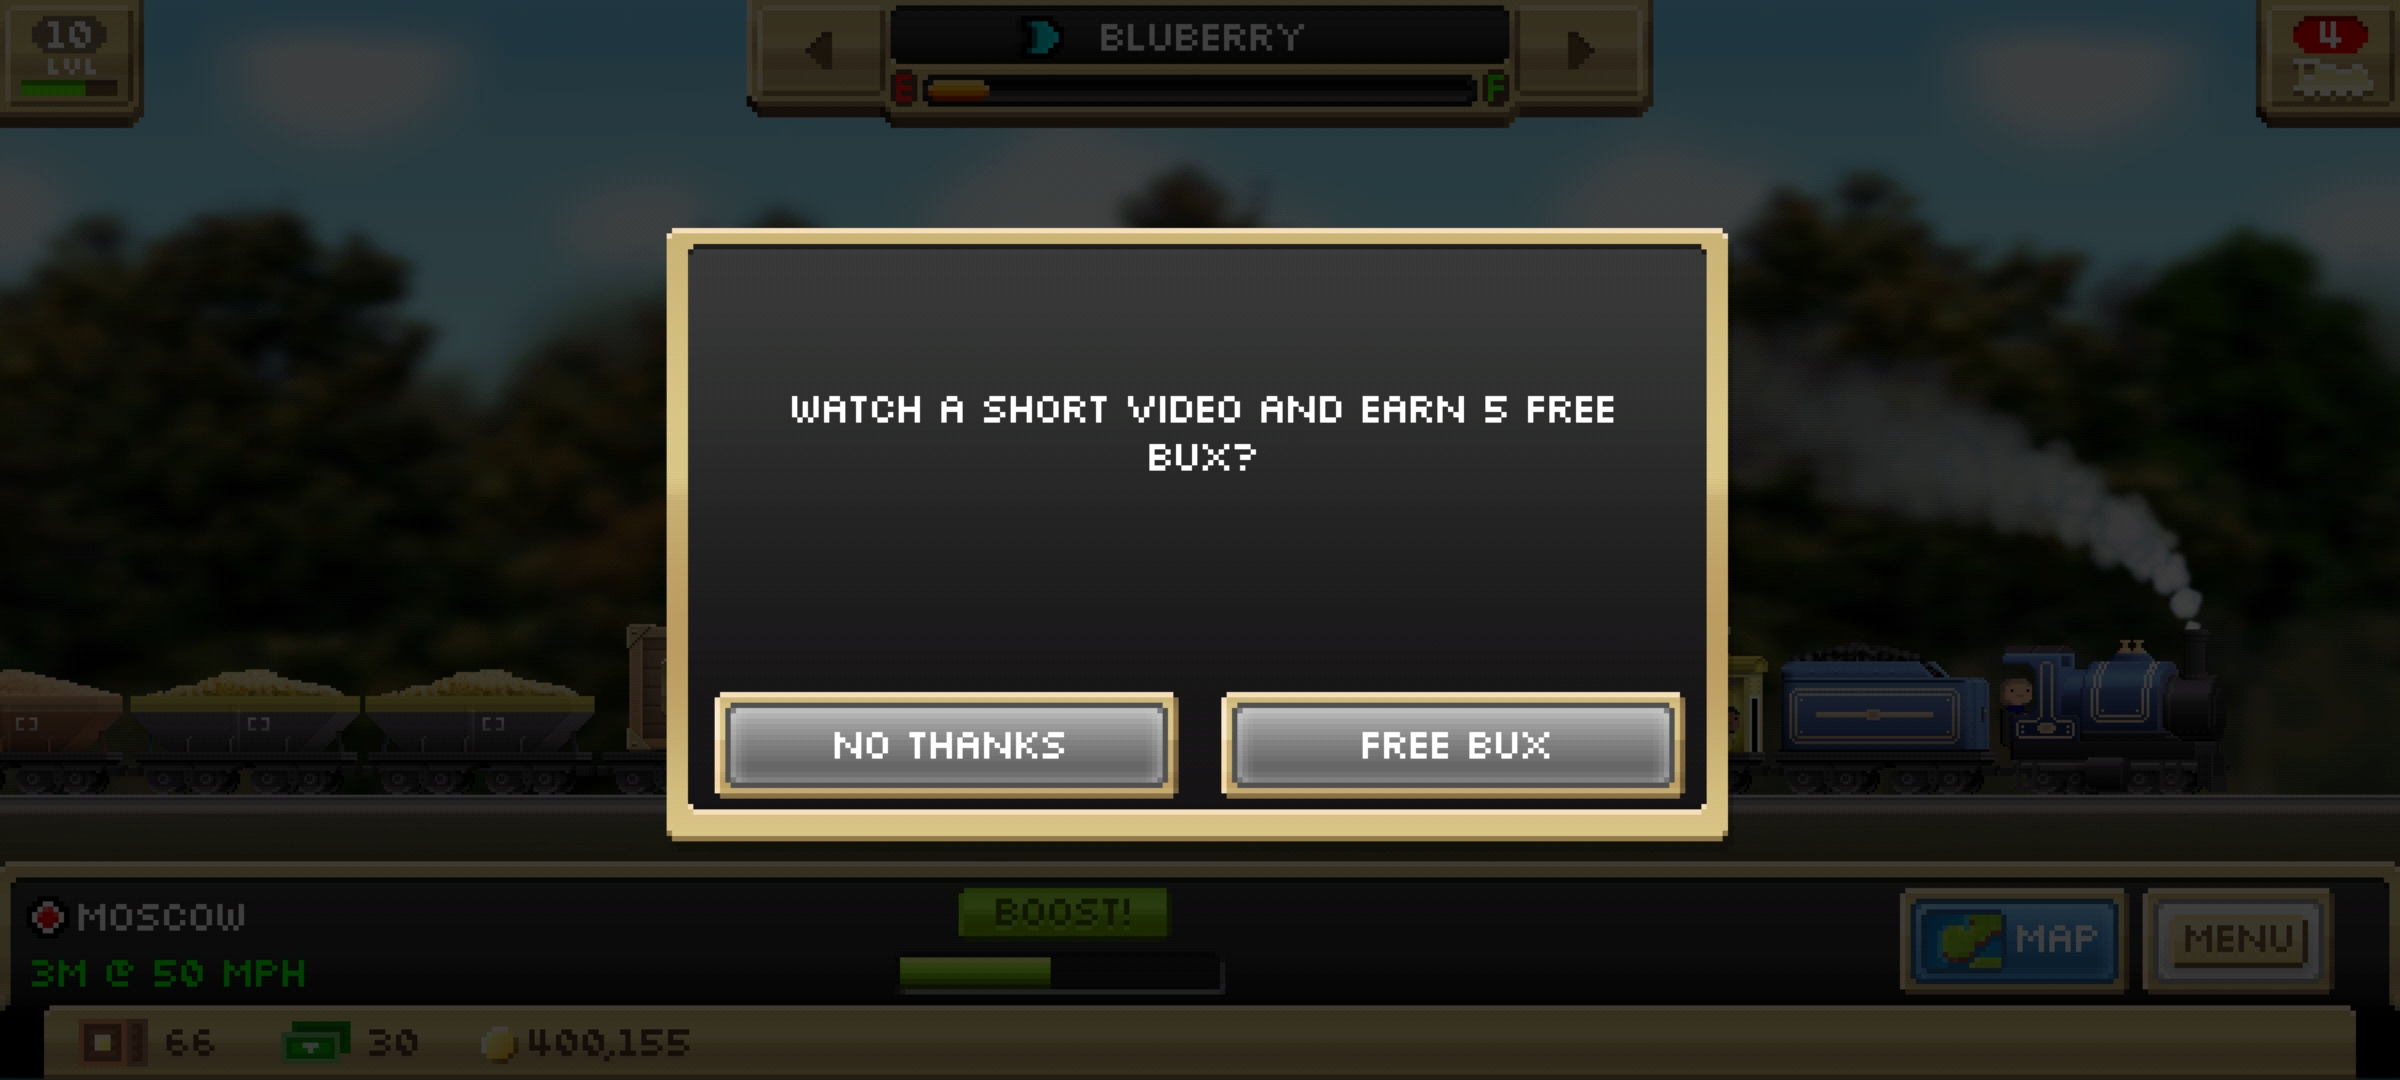 10
LVL
BLUBERRY
E F
4
WATCH A SHORT VIDEO AND EARN 5 FREE
BUX?
NO THANKS
FREE BUX
MOSCOW
3M @ 50 MPH
BOOST!
MAP
MENU
66
30
400,155